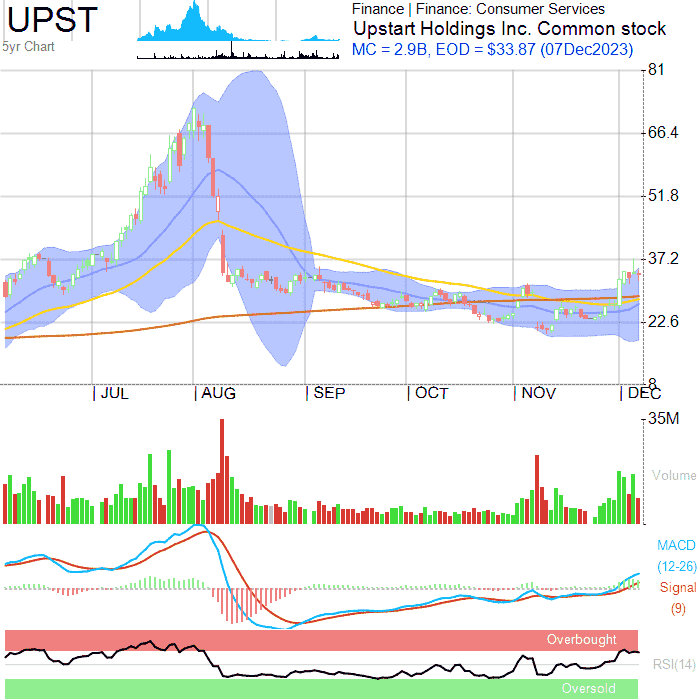 UPST
5yr Chart
Finance | Finance: Consumer Services
Upstart Holdings Inc. Common stock
MC = 2.9B, EOD = $33.87 (07Dec2023)
81
66.4
51.8
37.2
22.6
8
JUL AUG SEP OCT NOV DEC
35M
Volume
MACD
(12-26)
Signal
(9)
Overbought
RSI(14)
Oversold